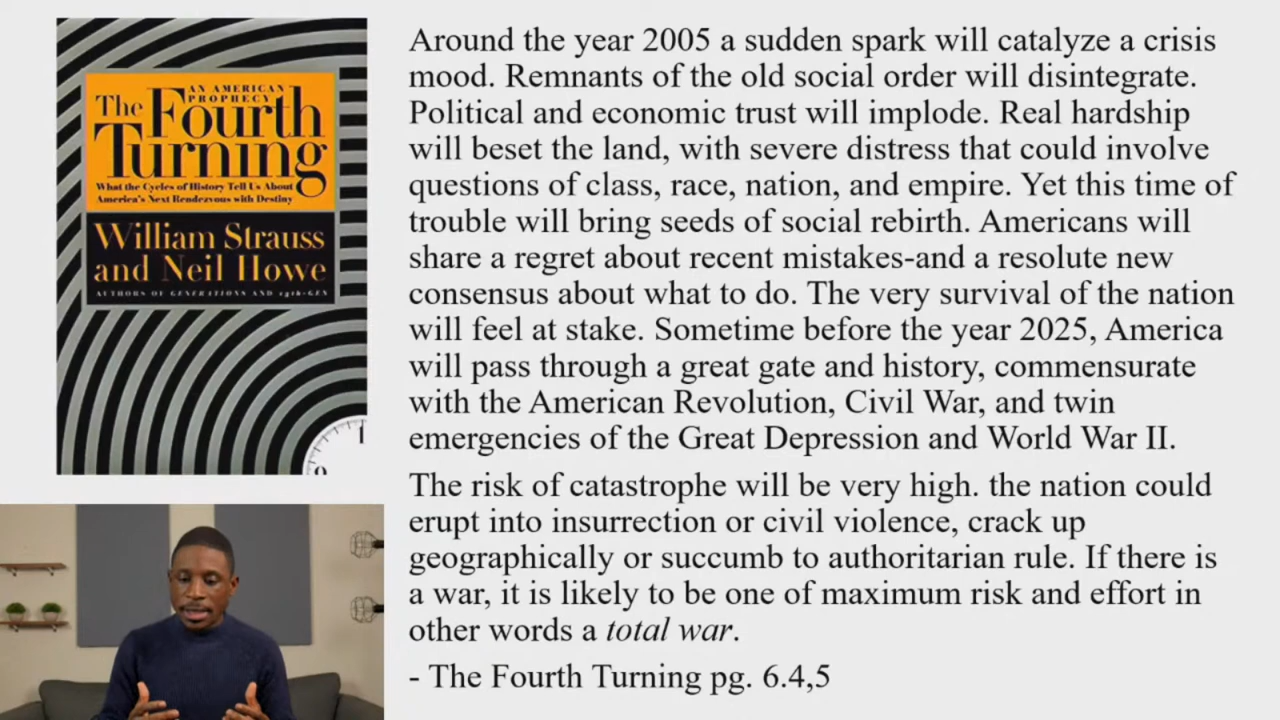 AN AMERICAN
PROPHECY
The Fourth
Turning
What the Cycles of History Tell Us About
America's Next Rendezvous with Destiny
William Strauss
and Neil Howe
AUTHORS OF GENERATIONS AND 13th-GEN
Around the year 2005 a sudden spark will catalyze a crisis
mood. Remnants of the old social order will disintegrate.
Political and economic trust will implode. Real hardship
will beset the land, with severe distress that could involve
questions of class, race, nation, and empire. Yet this time of
trouble will bring seeds of social rebirth. Americans will
share a regret about recent mistakes-and a resolute new
consensus about what to do. The very survival of the nation
will feel at stake. Sometime before the year 2025, America
will pass through a great gate and history, commensurate
with the American Revolution, Civil War, and twin
emergencies of the Great Depression and World War II.
The risk of catastrophe will be very high. the nation could
erupt into insurrection or civil violence, crack up
geographically or succumb to authoritarian rule. If there is
a war, it is likely to be one of maximum risk and effort in
other words a total war.
- The Fourth Turning pg. 6.4,5